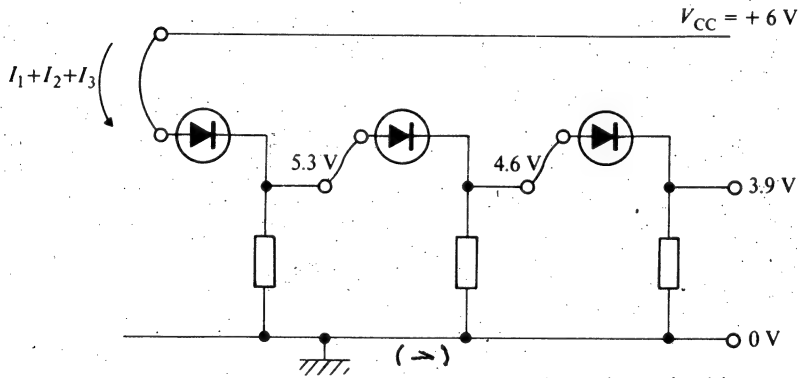 V_CC = + 6 V
I_1+I_2+I_3
5.3 V
4.6 V
3.9 V
0 V
(→)